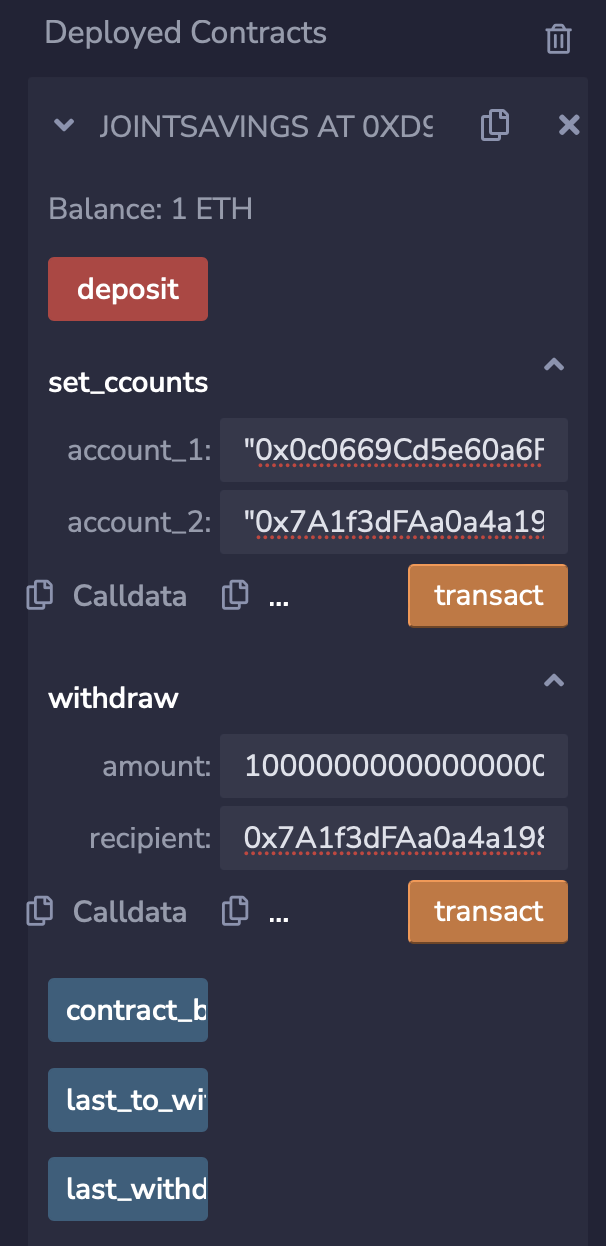 Deployed Contracts
JOINTSAVINGS AT 0XD9
Balance: 1 ETH
deposit
set_ccounts
account_1: "0x0c0669Cd5e60a6F
account_2: "0x7A1f3dFAa0a4a19
Calldata ... transact
withdraw
amount: 10000000000000000
recipient: 0x7A1f3dFAa0a4a198
Calldata ... transact
contract_b
last_to_wi
last_withd